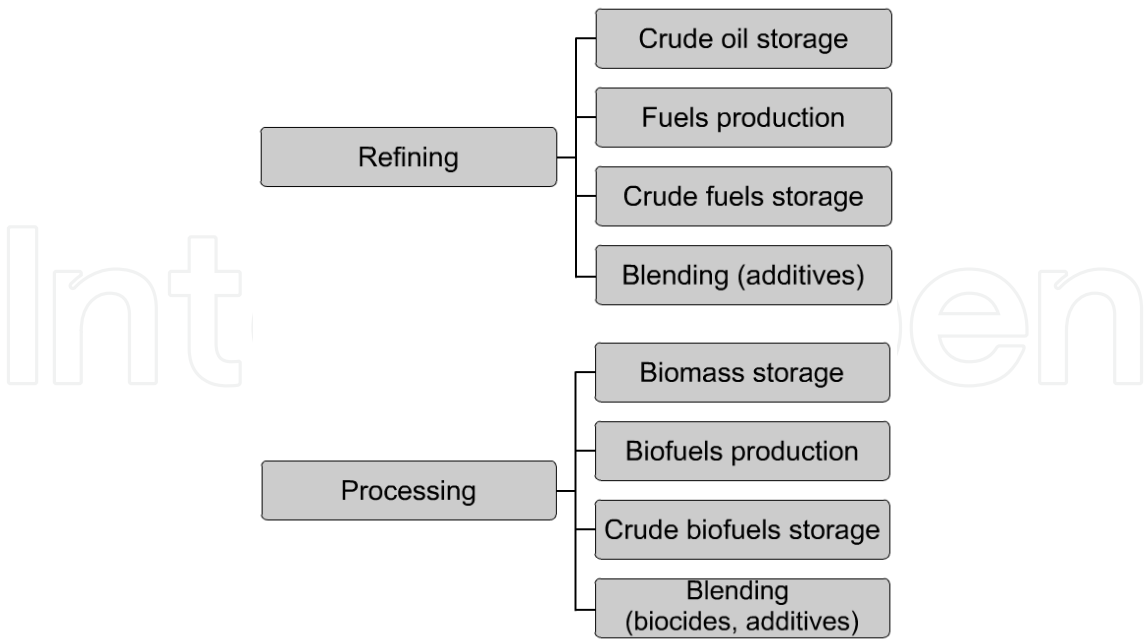 Crude oil storage
Fuels production
Refining
Crude fuels storage
Blending (additives)
Biomass storage
Biofuels production
Processing
Crude biofuels storage
Blending
(biocides, additives)